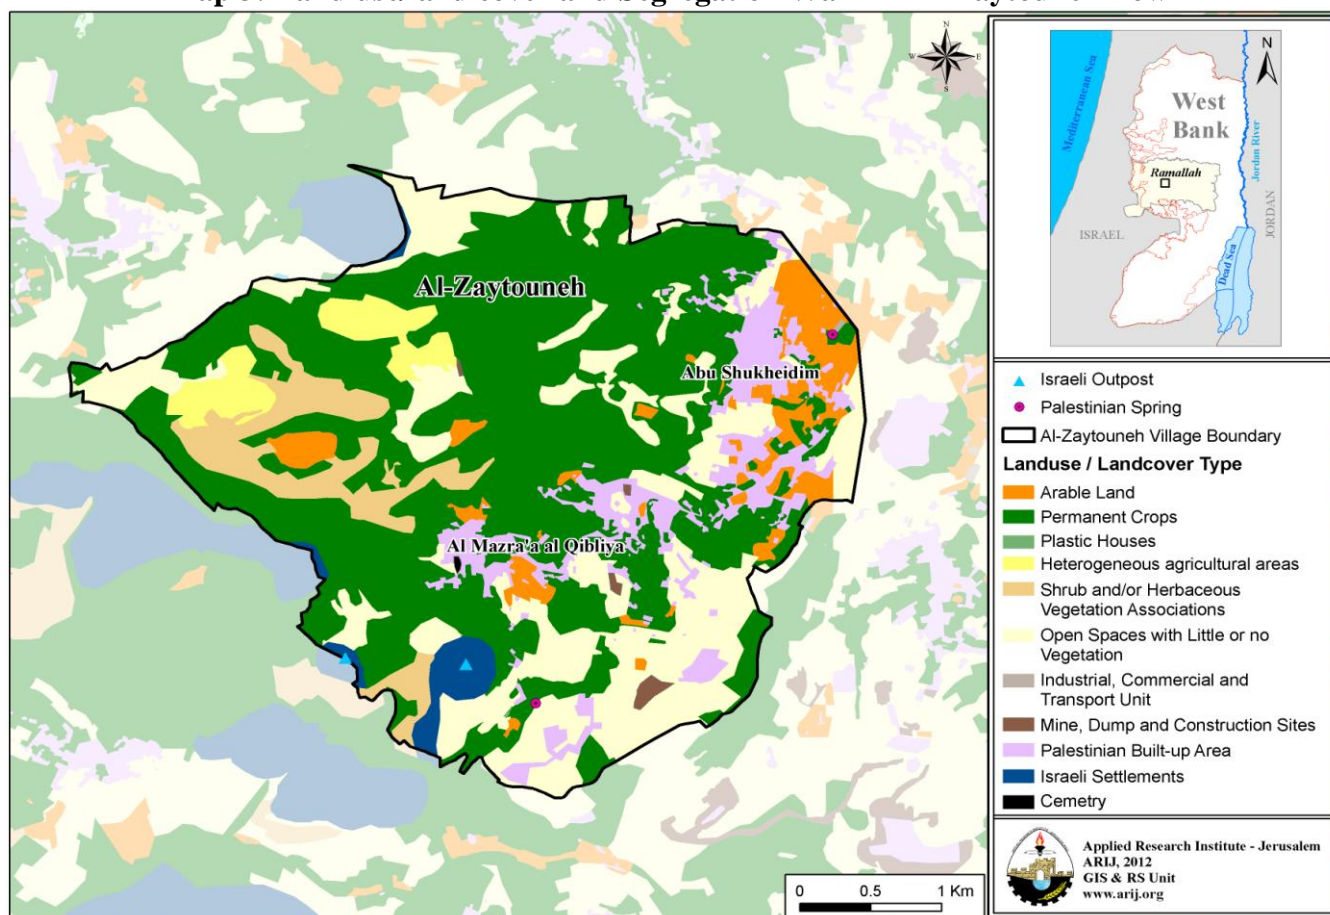 Al-Zaytouneh
Abu Shukheidim
Al Mazra'a al Qibliya
N
W
E
S
0 0.5 1 Km
N
Mediterranean Sea
West
Bank
Ramallah
Jordan River
ISRAEL
JORDAN
Dead Sea
Israeli Outpost
Palestinian Spring
Al-Zaytouneh Village Boundary
Landuse / Landcover Type
Arable Land
Permanent Crops
Plastic Houses
Heterogeneous agricultural areas
Shrub and/or Herbaceous
Vegetation Associations
Open Spaces with Little or no
Vegetation
Industrial, Commercial and
Transport Unit
Mine, Dump and Construction Sites
Palestinian Built-up Area
Israeli Settlements
Cemetry
Applied Research Institute - Jerusalem
ARIJ, 2012
GIS & RS Unit
www.arij.org